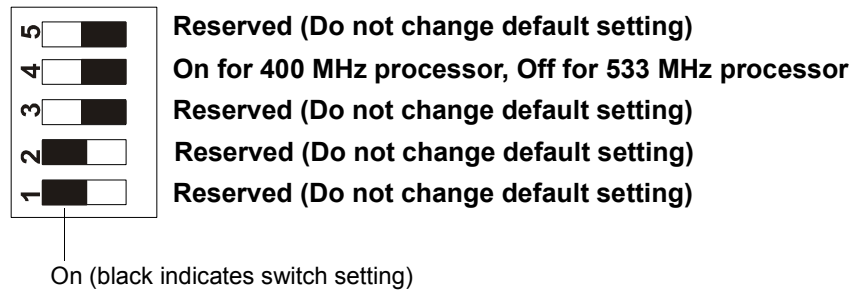 5 Reserved (Do not change default setting)
4 On for 400 MHz processor, Off for 533 MHz processor
3 Reserved (Do not change default setting)
2 Reserved (Do not change default setting)
1 Reserved (Do not change default setting)
On (black indicates switch setting)